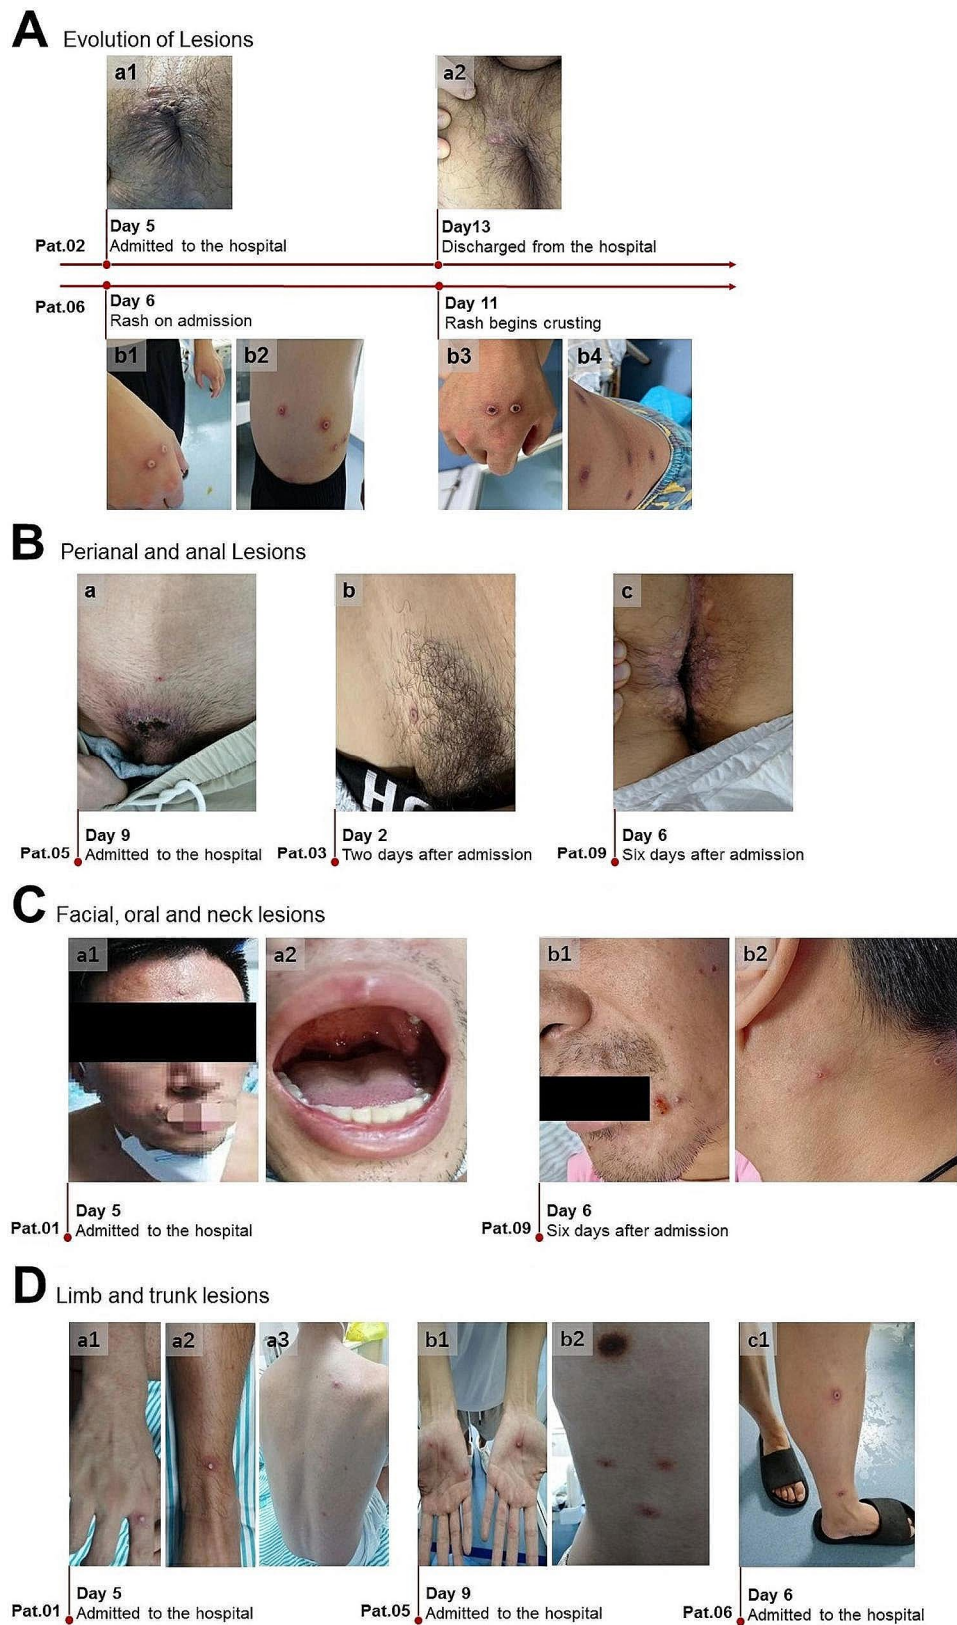 A Evolution of Lesions
a1
a2
Day 5
Admitted to the hospital
Day13
Discharged from the hospital
Pat.02
Pat.06
Day 6
Rash on admission
Day 11
Rash begins crusting
b1
b2
b3
b4
B Perianal and anal Lesions
a
b
c
Day 9
Pat.05 Admitted to the hospital
Day 2
Pat.03 Two days after admission
Day 6
Pat.09 Six days after admission
C Facial, oral and neck lesions
a1
a2
b1
b2
Day 5
Pat.01 Admitted to the hospital
Day 6
Pat.09 Six days after admission
D Limb and trunk lesions
a1
a2
a3
b1
b2
c1
Day 5
Pat.01 Admitted to the hospital
Day 9
Pat.05 Admitted to the hospital
Day 6
Pat.06 Admitted to the hospital